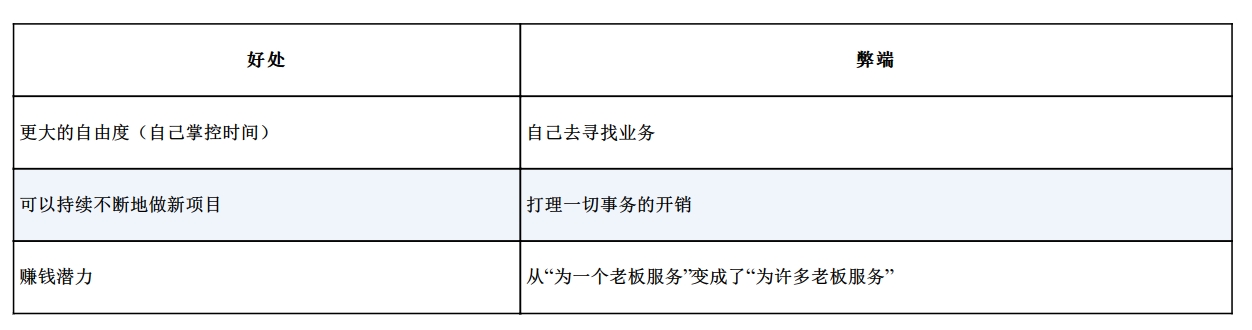 好处 弊端
更大的自由度（自己掌控时间） 自己去寻找业务
可以持续不断地做新项目 打理一切事务的开销
赚钱潜力 从“为一个老板服务”变成了“为许多老板服务”